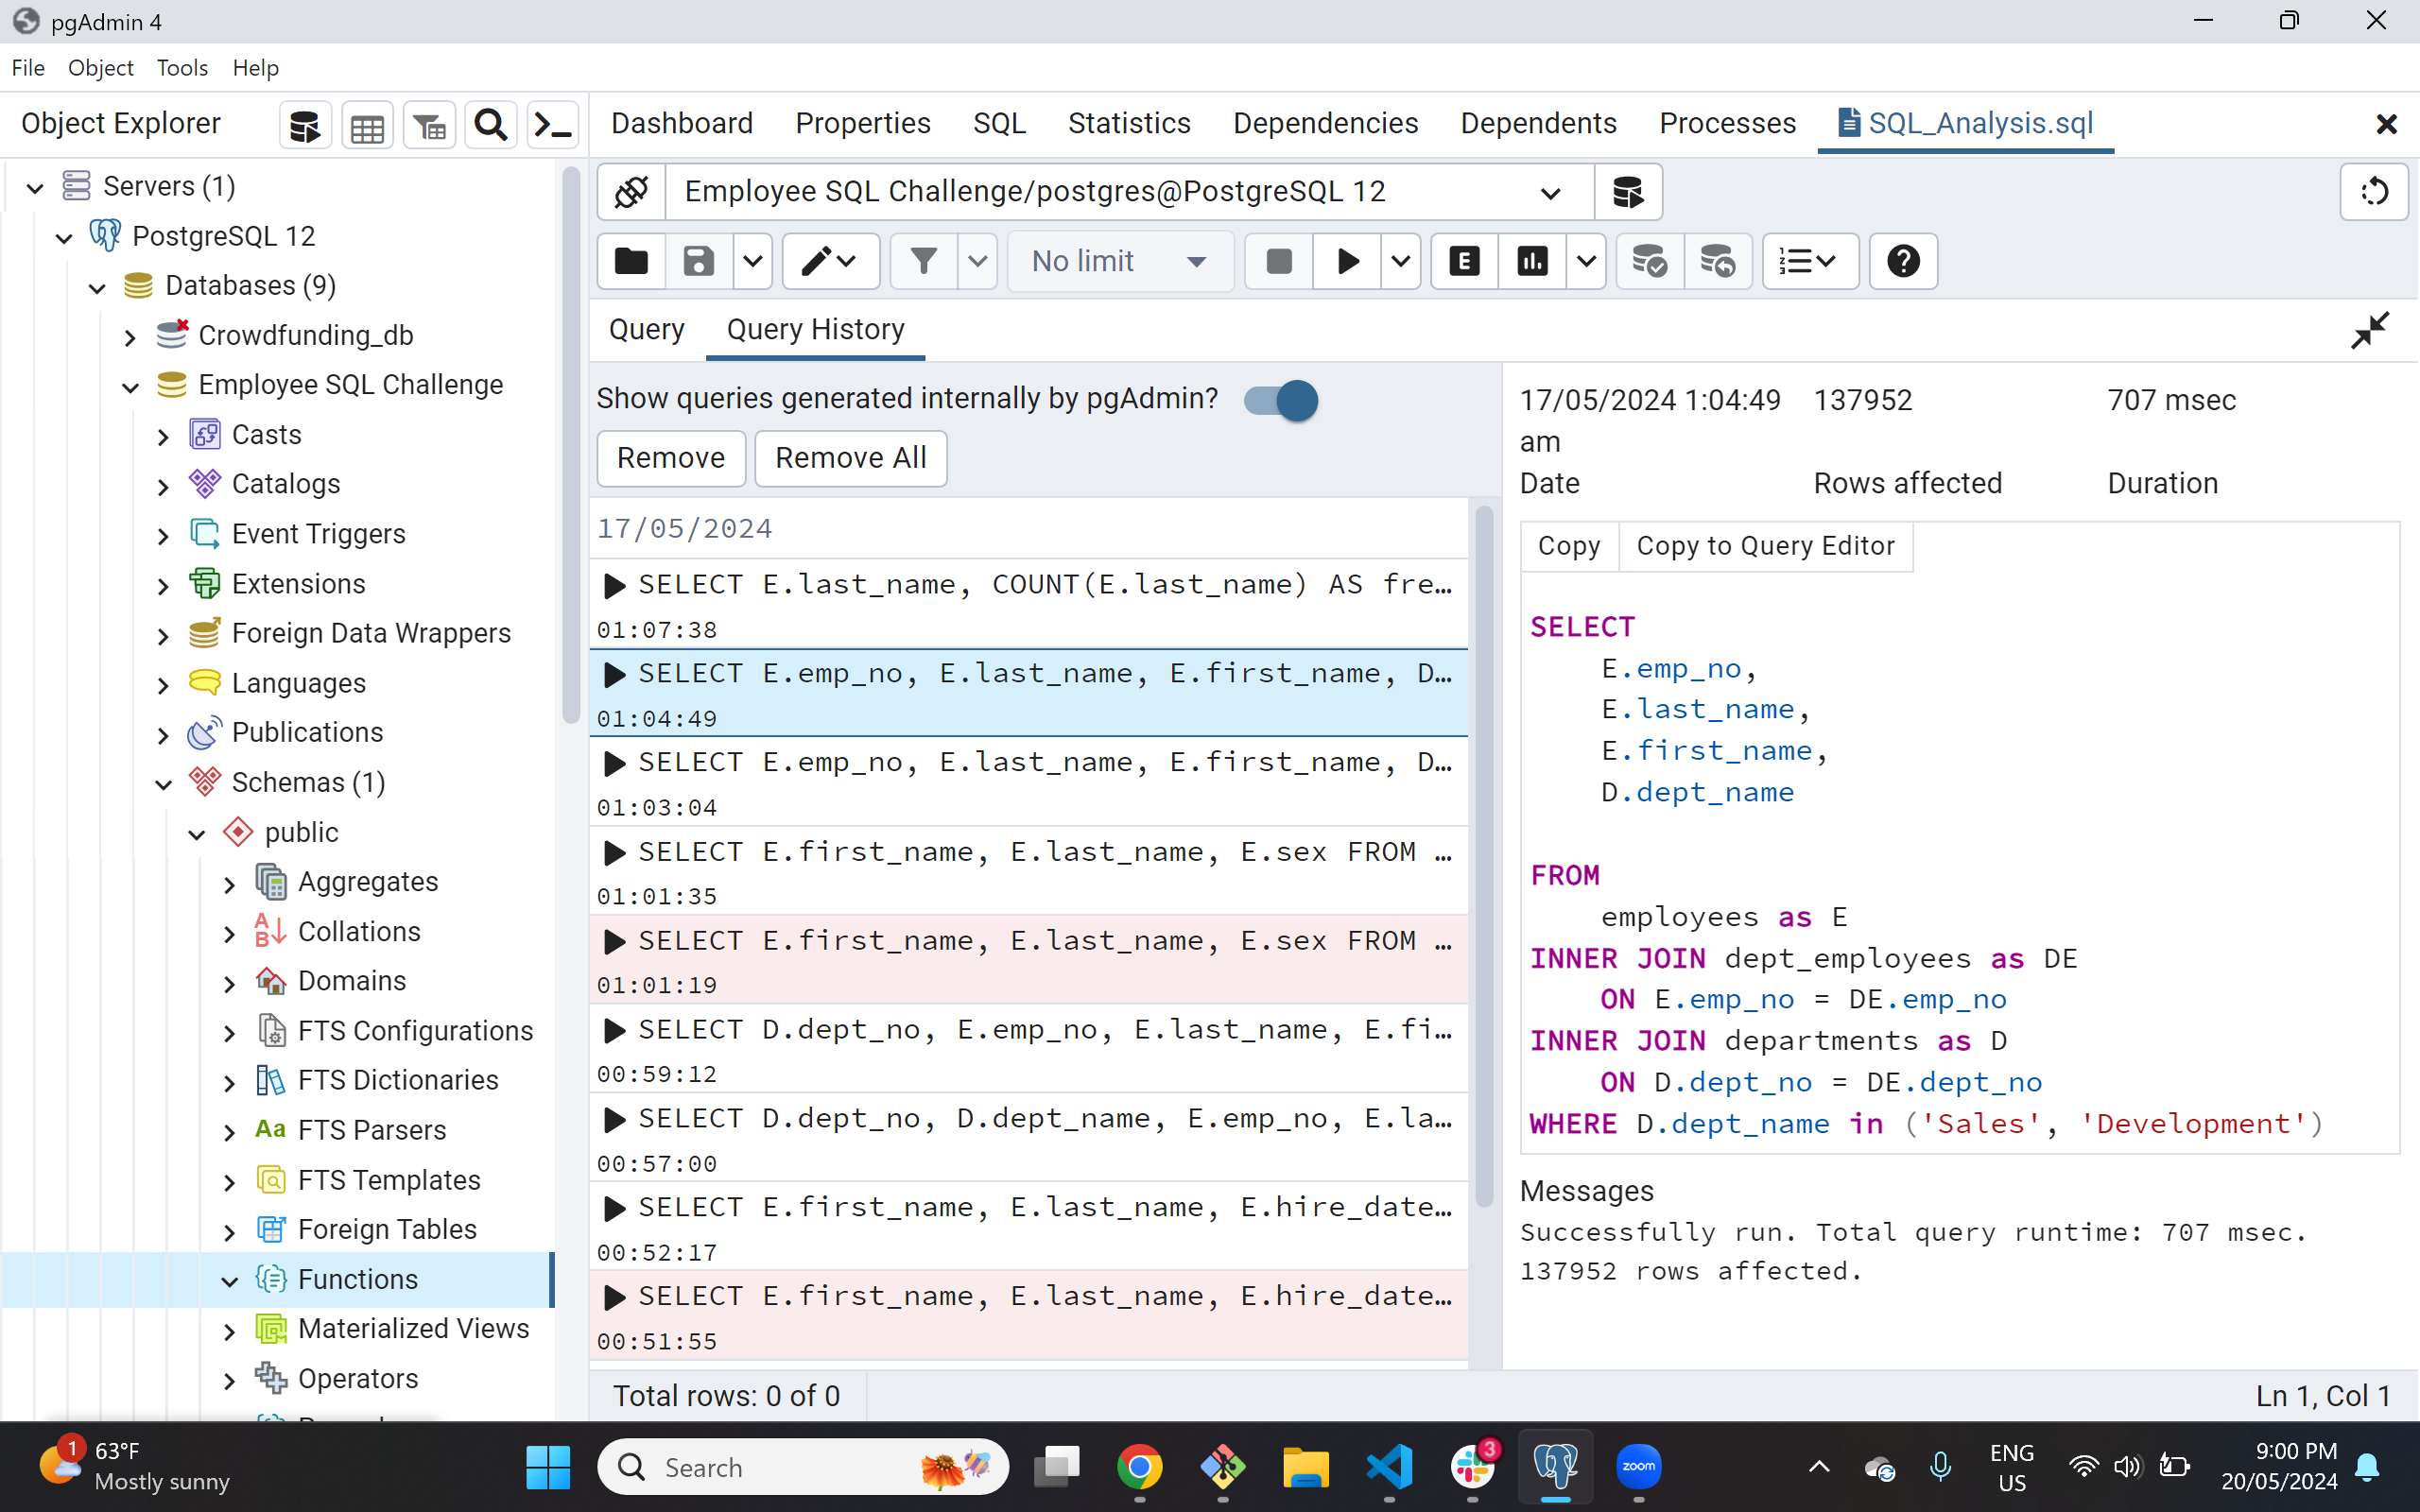 pgAdmin 4
File Object Tools Help
Object Explorer
Dashboard Properties SQL Statistics Dependencies Dependents Processes SQL_Analysis.sql
Servers (1)
PostgreSQL 12
Databases (9)
Crowdfunding_db
Employee SQL Challenge
Casts
Catalogs
Event Triggers
Extensions
Foreign Data Wrappers
Languages
Publications
Schemas (1)
public
Aggregates
Collations
Domains
FTS Configurations
FTS Dictionaries
Aa FTS Parsers
FTS Templates
Foreign Tables
Functions
Materialized Views
Operators
Employee SQL Challenge/postgres@PostgreSQL 12
No limit
E
Query Query History
Show queries generated internally by pgAdmin?
Remove Remove All
17/05/2024
SELECT E.last_name, COUNT(E.last_name) AS fre...
01:07:38
SELECT E.emp_no, E.last_name, E.first_name, D...
01:04:49
SELECT E.emp_no, E.last_name, E.first_name, D...
01:03:04
SELECT E.first_name, E.last_name, E.sex FROM ...
01:01:35
SELECT E.first_name, E.last_name, E.sex FROM ...
01:01:19
SELECT D.dept_no, E.emp_no, E.last_name, E.fi...
00:59:12
SELECT D.dept_no, D.dept_name, E.emp_no, E.la...
00:57:00
SELECT E.first_name, E.last_name, E.hire_date...
00:52:17
SELECT E.first_name, E.last_name, E.hire_date...
00:51:55
17/05/2024 1:04:49 137952 707 msec
am
Date Rows affected Duration
Copy Copy to Query Editor
SELECT
E.emp_no,
E.last_name,
E.first_name,
D.dept_name
FROM
employees as E
INNER JOIN dept_employees as DE
ON E.emp_no = DE.emp_no
INNER JOIN departments as D
ON D.dept_no = DE.dept_no
WHERE D.dept_name in ('Sales', 'Development')
Messages
Successfully run. Total query runtime: 707 msec.
137952 rows affected.
Total rows: 0 of 0
Ln 1, Col 1
1
63°F
Mostly sunny
Search
3
zoom
ENG
US
9:00 PM
20/05/2024